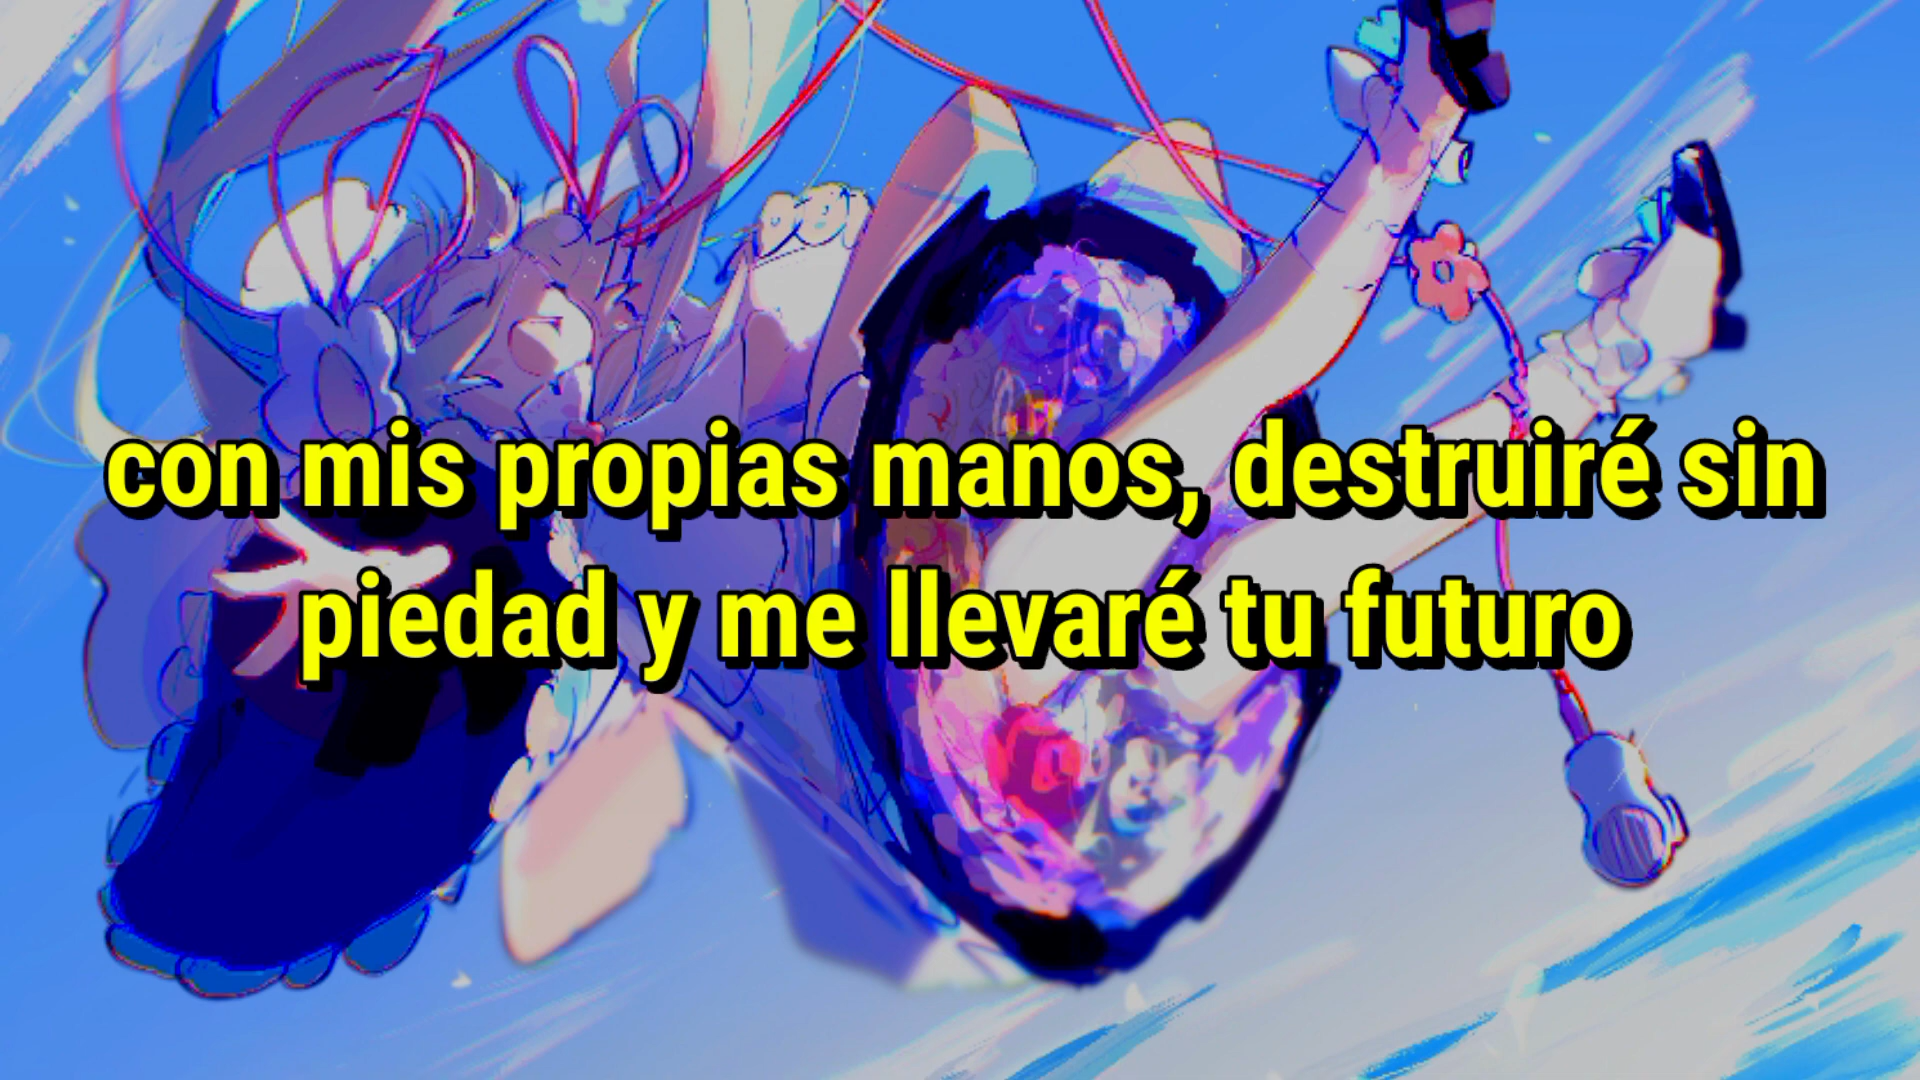 con mis propias manos, destruiré sin
piedad y me llevaré tu futuro